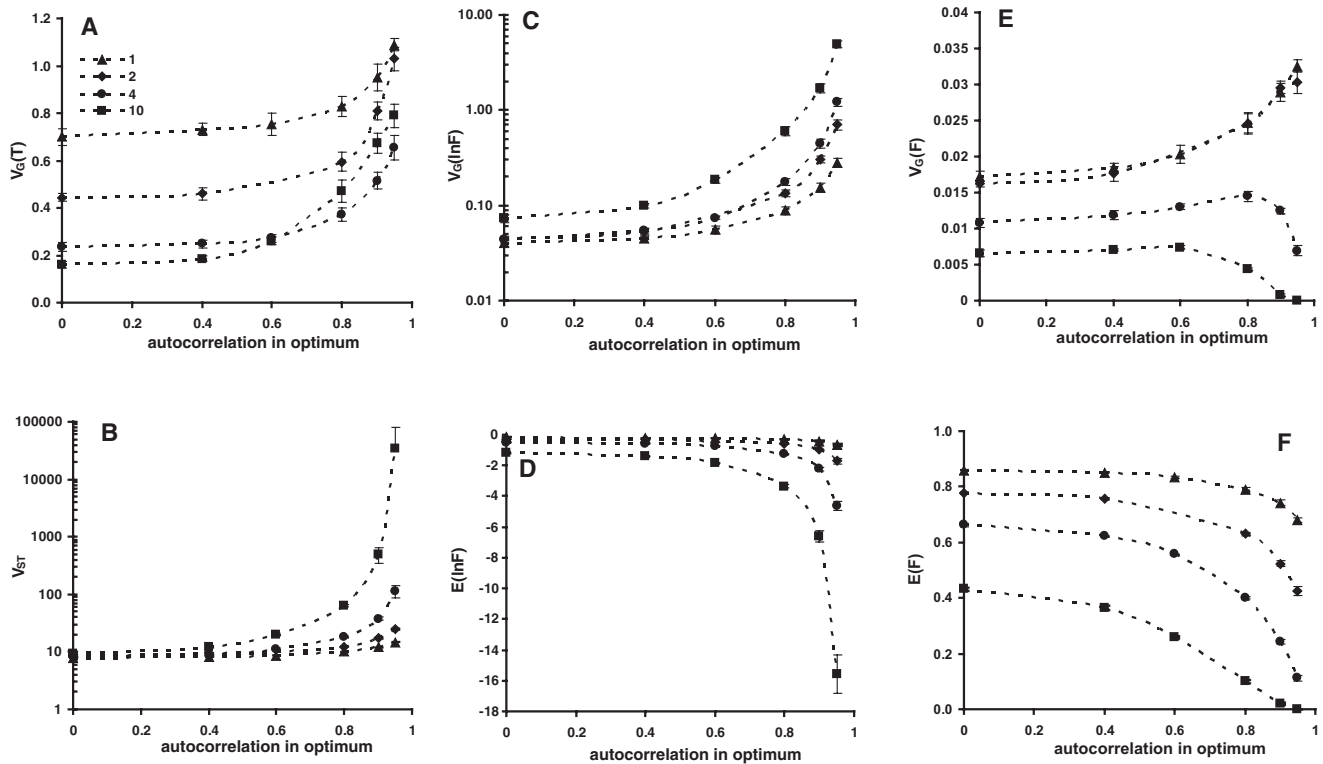 A
1.2
1.0
0.8
0.6
0.4
0.2
0.0
V_G(T)
1
2
4
10
0 0.2 0.4 0.6 0.8 1
autocorrelation in optimum
C
10.00
1.00
0.10
0.01
V_G(lnF)
0 0.2 0.4 0.6 0.8 1
autocorrelation in optimum
E
0.04
0.035
0.03
0.025
0.02
0.015
0.01
0.005
0
V_G(F)
0 0.2 0.4 0.6 0.8 1
autocorrelation in optimum
B
100000
10000
1000
100
10
1
V_ST
0 0.2 0.4 0.6 0.8 1
autocorrelation in optimum
D
0
-2
-4
-6
-8
-10
-12
-14
-16
-18
E(lnF)
0 0.2 0.4 0.6 0.8 1
autocorrelation in optimum
F
1.0
0.8
0.6
0.4
0.2
0.0
E(F)
0 0.2 0.4 0.6 0.8 1
autocorrelation in optimum